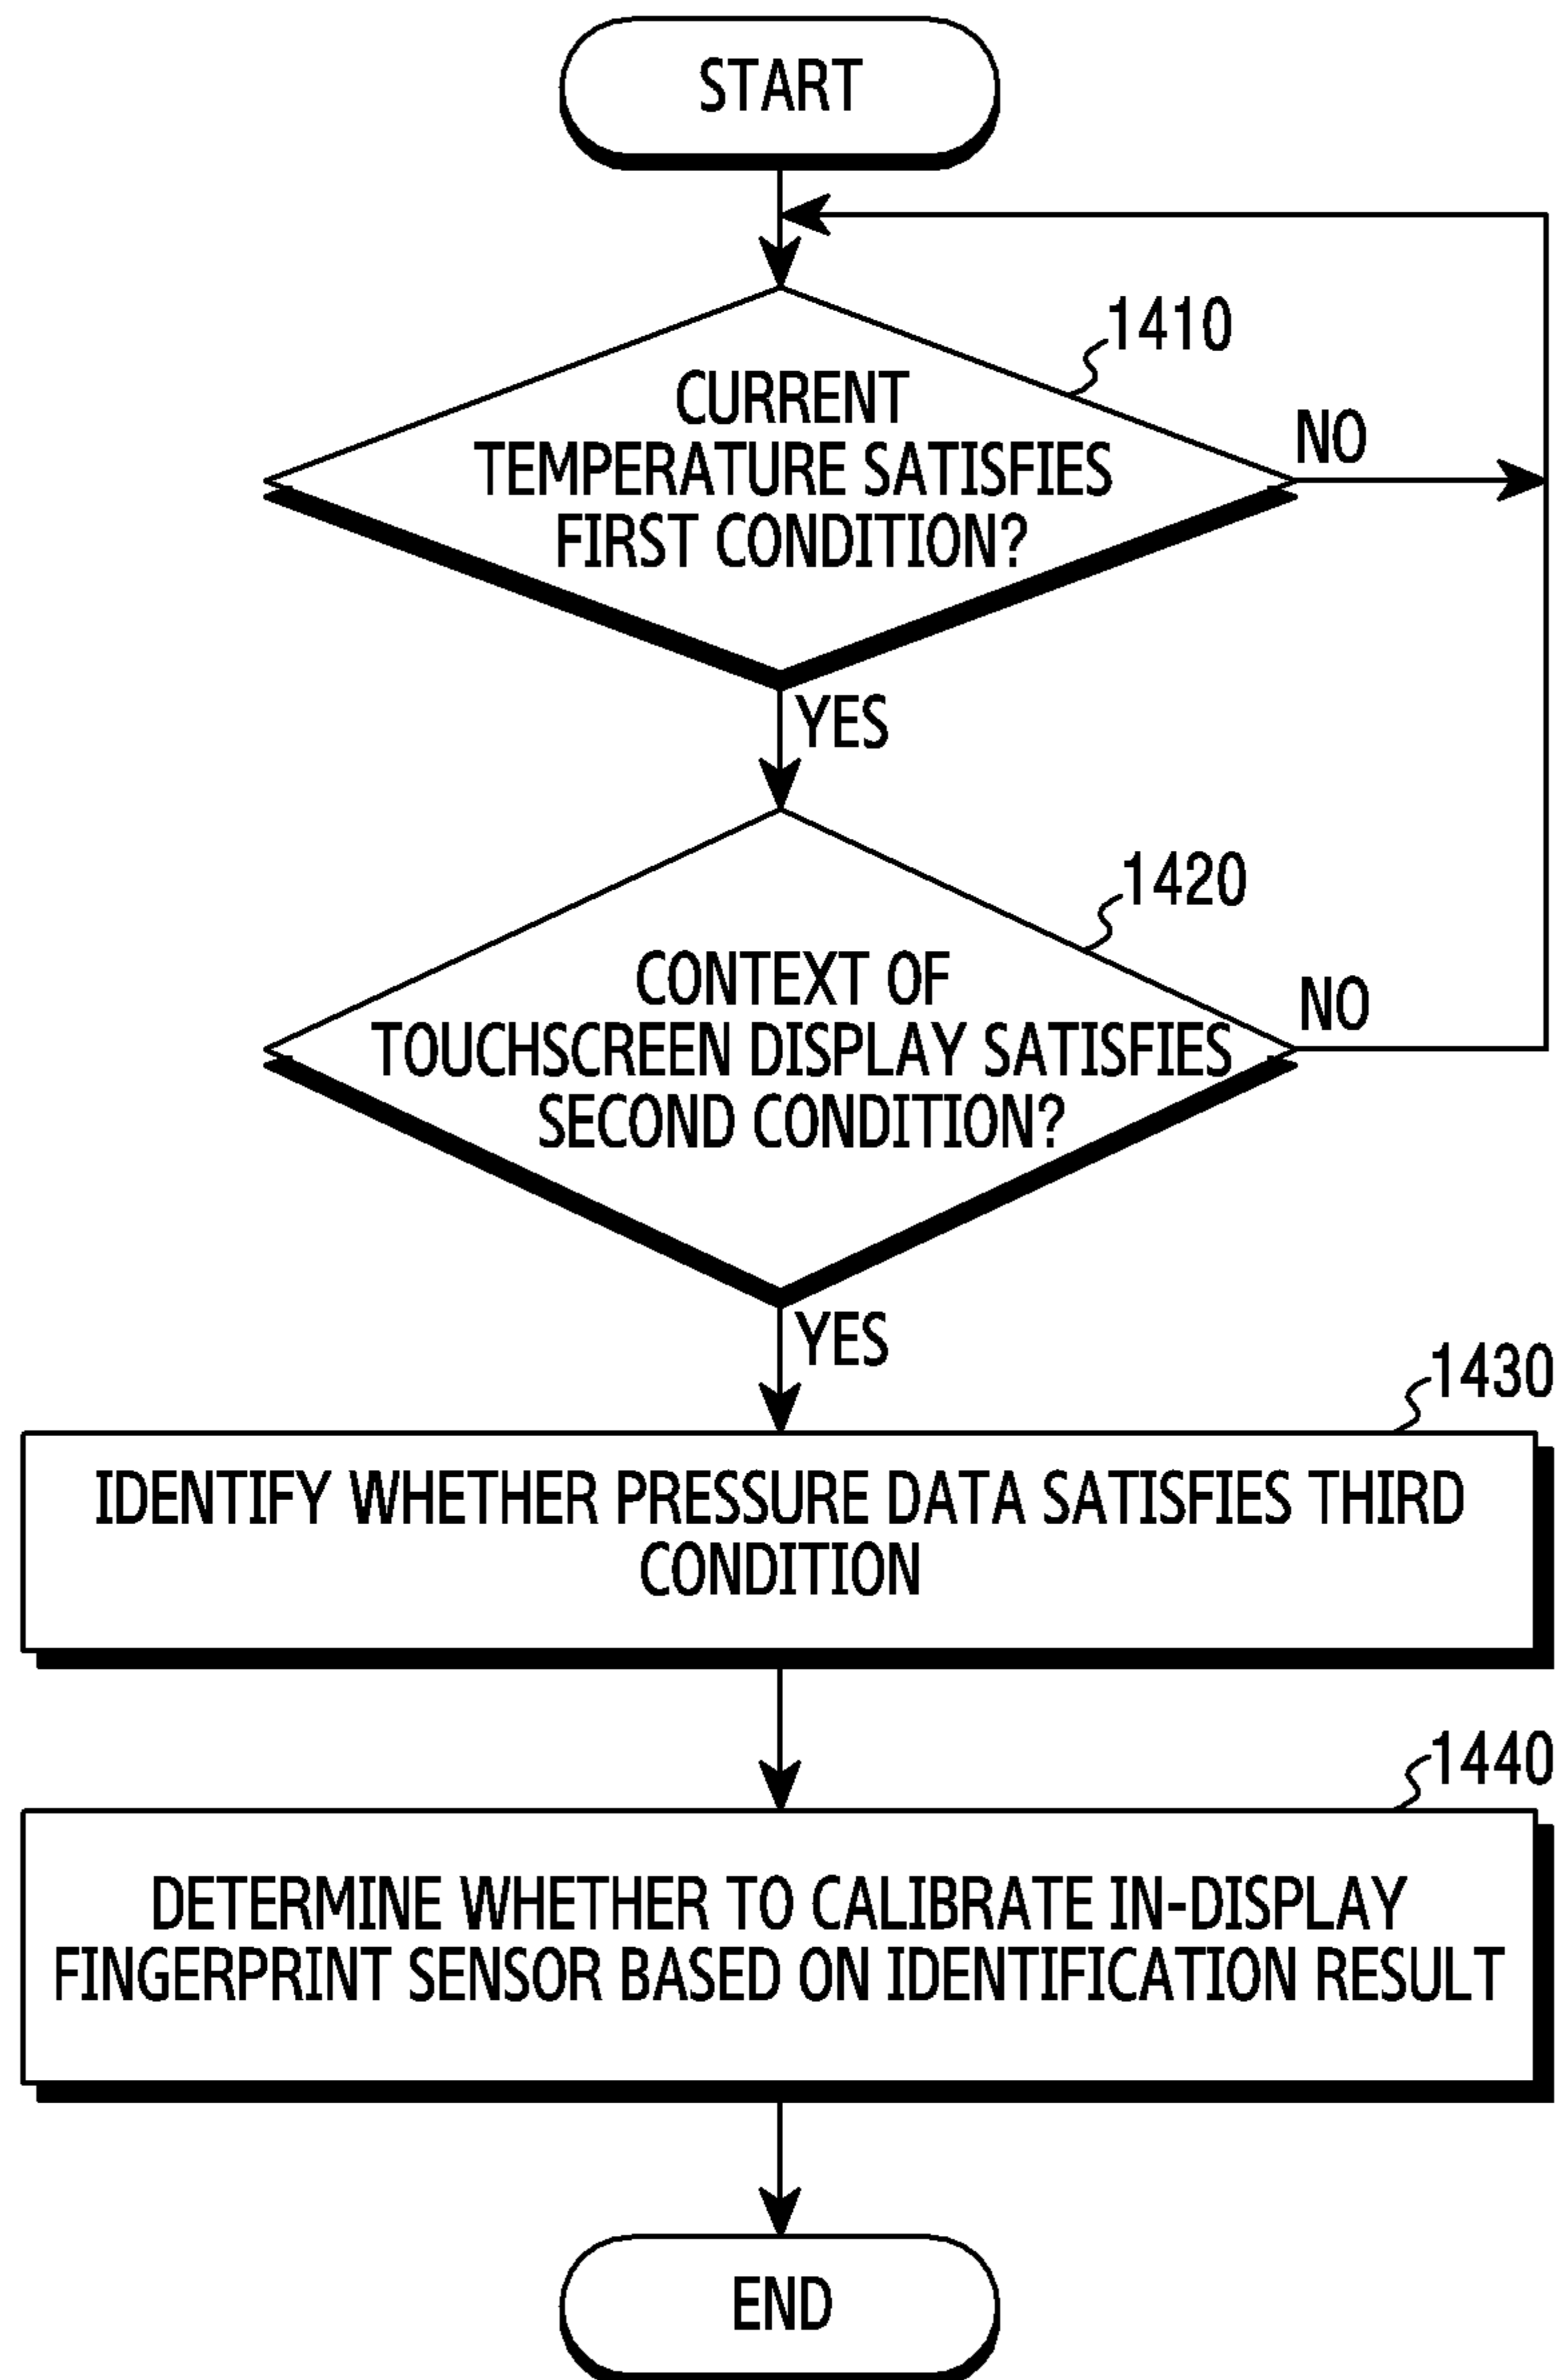 START
1410
CURRENT
TEMPERATURE SATISFIES
FIRST CONDITION?
NO
YES
1420
CONTEXT OF
TOUCHSCREEN DISPLAY SATISFIES
SECOND CONDITION?
NO
YES
1430
IDENTIFY WHETHER PRESSURE DATA SATISFIES THIRD
CONDITION
1440
DETERMINE WHETHER TO CALIBRATE IN-DISPLAY
FINGERPRINT SENSOR BASED ON IDENTIFICATION RESULT
END